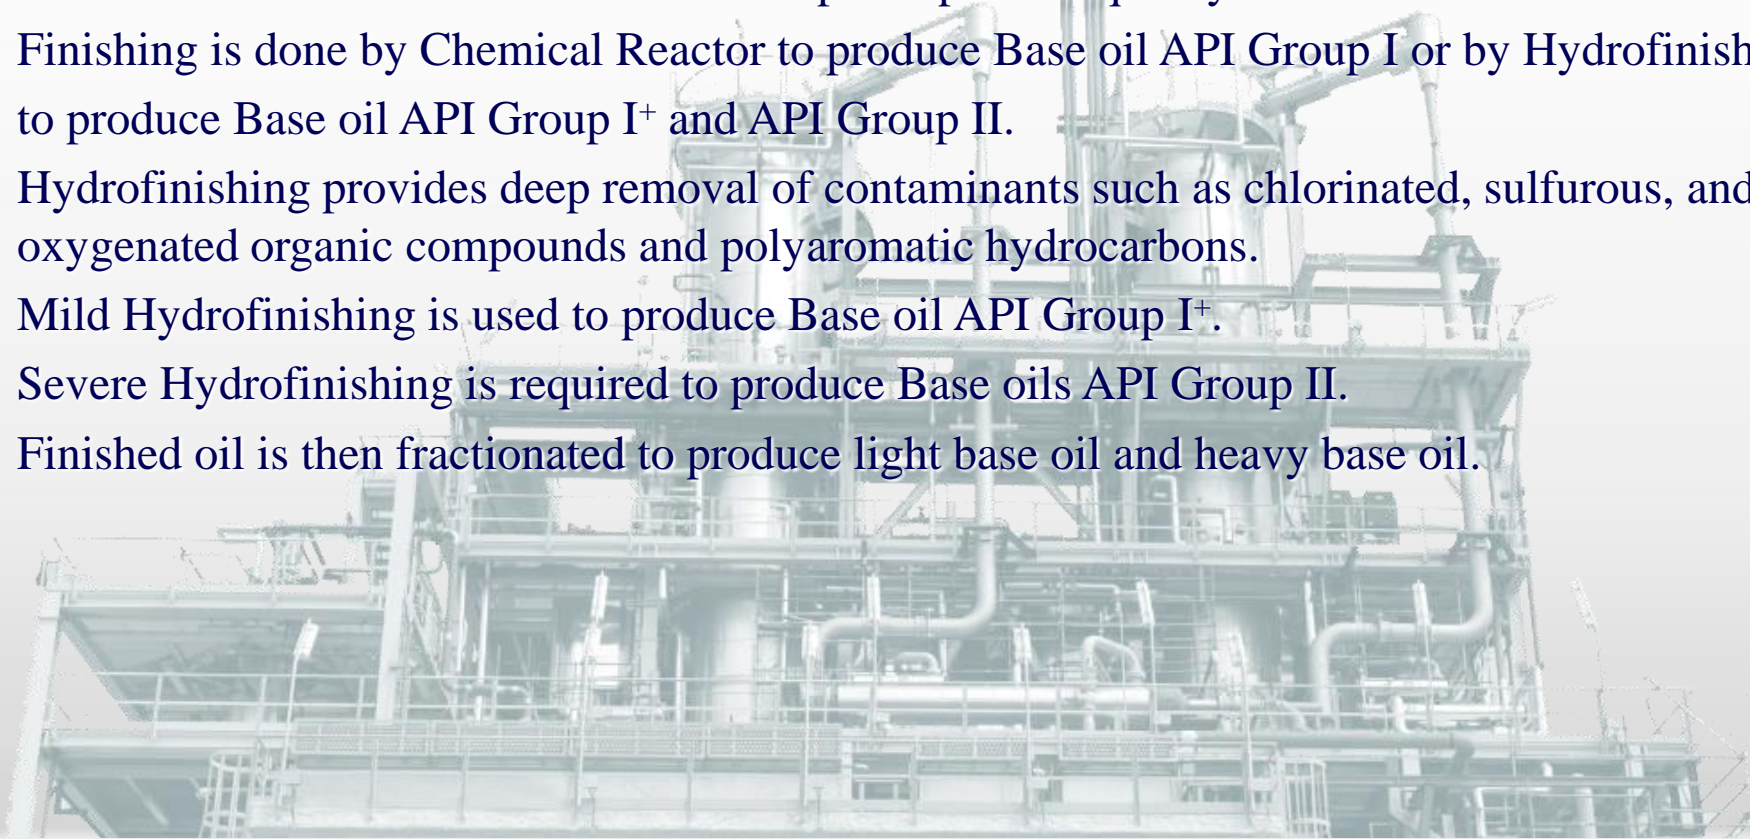 Finishing is done by Chemical Reactor to produce Base oil API Group I or by Hydrofinish
to produce Base oil API Group I⁺ and API Group II.
Hydrofinishing provides deep removal of contaminants such as chlorinated, sulfurous, and
oxygenated organic compounds and polyaromatic hydrocarbons.
Mild Hydrofinishing is used to produce Base oil API Group I⁺.
Severe Hydrofinishing is required to produce Base oils API Group II.
Finished oil is then fractionated to produce light base oil and heavy base oil.